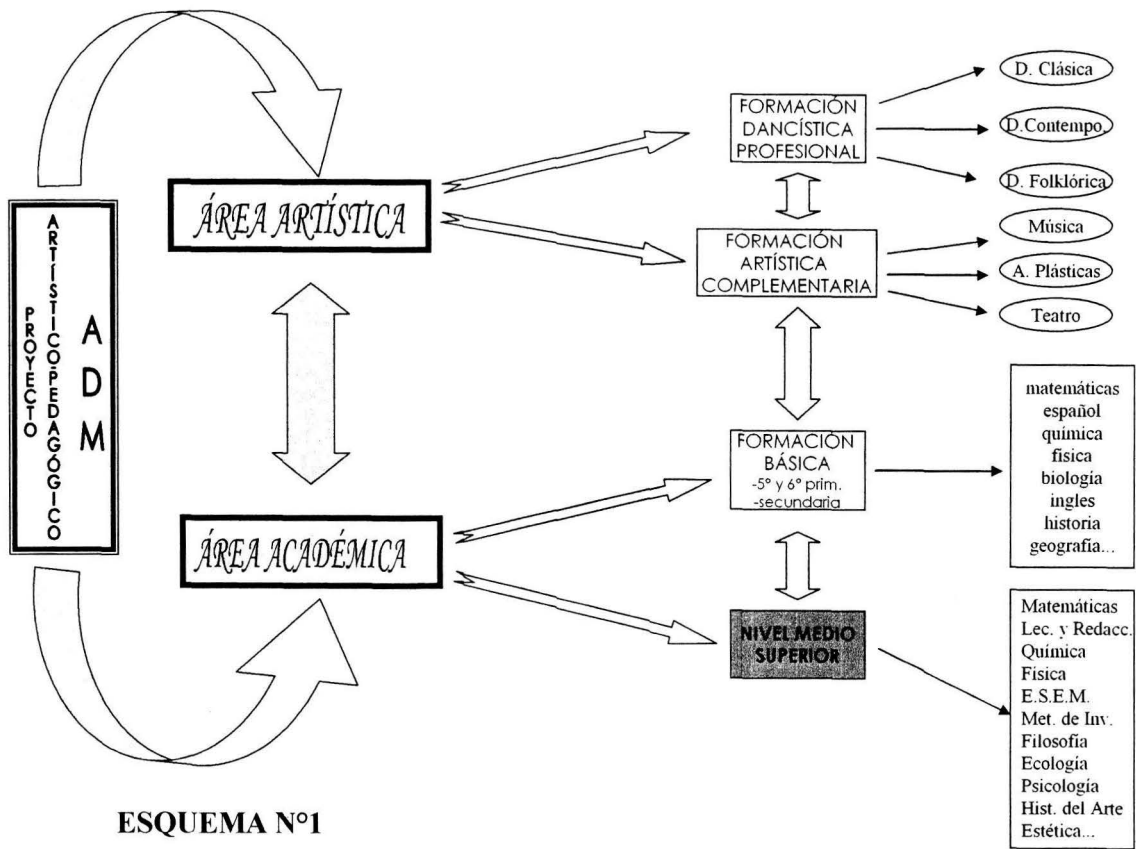 PROYECTO
ARTÍSTICO-PEDAGÓGICO
ADM
ÁREA ARTÍSTICA
ÁREA ACADÉMICA
FORMACIÓN
DANCÍSTICA
PROFESIONAL
FORMACIÓN
ARTÍSTICA
COMPLEMENTARIA
FORMACIÓN
BÁSICA
-5° y 6° prim.
-secundaria
NIVEL MEDIO
SUPERIOR
D. Clásica
D.Contempo.
D. Folklórica
Música
A. Plásticas
Teatro
matemáticas
español
química
física
biología
ingles
historia
geografía...
Matemáticas
Lec. y Redacc.
Química
Física
E.S.E.M.
Met. de Inv.
Filosofía
Ecología
Psicología
Hist. del Arte
Estética...
ESQUEMA N°1